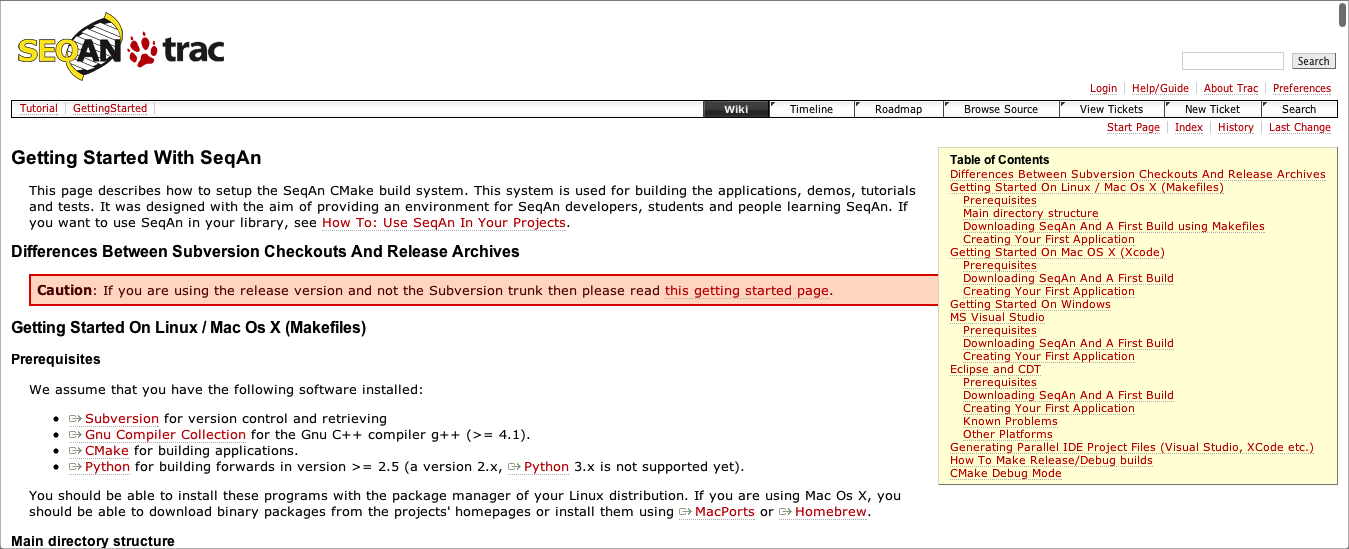 SEQAN trac
Search
Login Help/Guide About Trac Preferences
Tutorial GettingStarted Wiki Timeline Roadmap Browse Source View Tickets New Ticket Search
Start Page Index History Last Change
Getting Started With SeqAn
This page describes how to setup the SeqAn CMake build system. This system is used for building the applications, demos, tutorials
and tests. It was designed with the aim of providing an environment for SeqAn developers, students and people learning SeqAn. If
you want to use SeqAn in your library, see How To: Use SeqAn In Your Projects.
Differences Between Subversion Checkouts And Release Archives
Caution: If you are using the release version and not the Subversion trunk then please read this getting started page.
Getting Started On Linux / Mac Os X (Makefiles)
Prerequisites
We assume that you have the following software installed:
• Subversion for version control and retrieving
• Gnu Compiler Collection for the Gnu C++ compiler g++ (>= 4.1).
• CMake for building applications.
• Python for building forwards in version >= 2.5 (a version 2.x, Python 3.x is not supported yet).
You should be able to install these programs with the package manager of your Linux distribution. If you are using Mac Os X, you
should be able to download binary packages from the projects' homepages or install them using MacPorts or Homebrew.
Main directory structure
Table of Contents
Differences Between Subversion Checkouts And Release Archives
Getting Started On Linux / Mac Os X (Makefiles)
Prerequisites
Main directory structure
Downloading SeqAn And A First Build using Makefiles
Creating Your First Application
Getting Started On Mac OS X (Xcode)
Prerequisites
Downloading SeqAn And A First Build
Creating Your First Application
Getting Started On Windows
MS Visual Studio
Prerequisites
Downloading SeqAn And A First Build
Creating Your First Application
Eclipse and CDT
Prerequisites
Downloading SeqAn And A First Build
Creating Your First Application
Known Problems
Other Platforms
Generating Parallel IDE Project Files (Visual Studio, XCode etc.)
How To Make Release/Debug builds
CMake Debug Mode